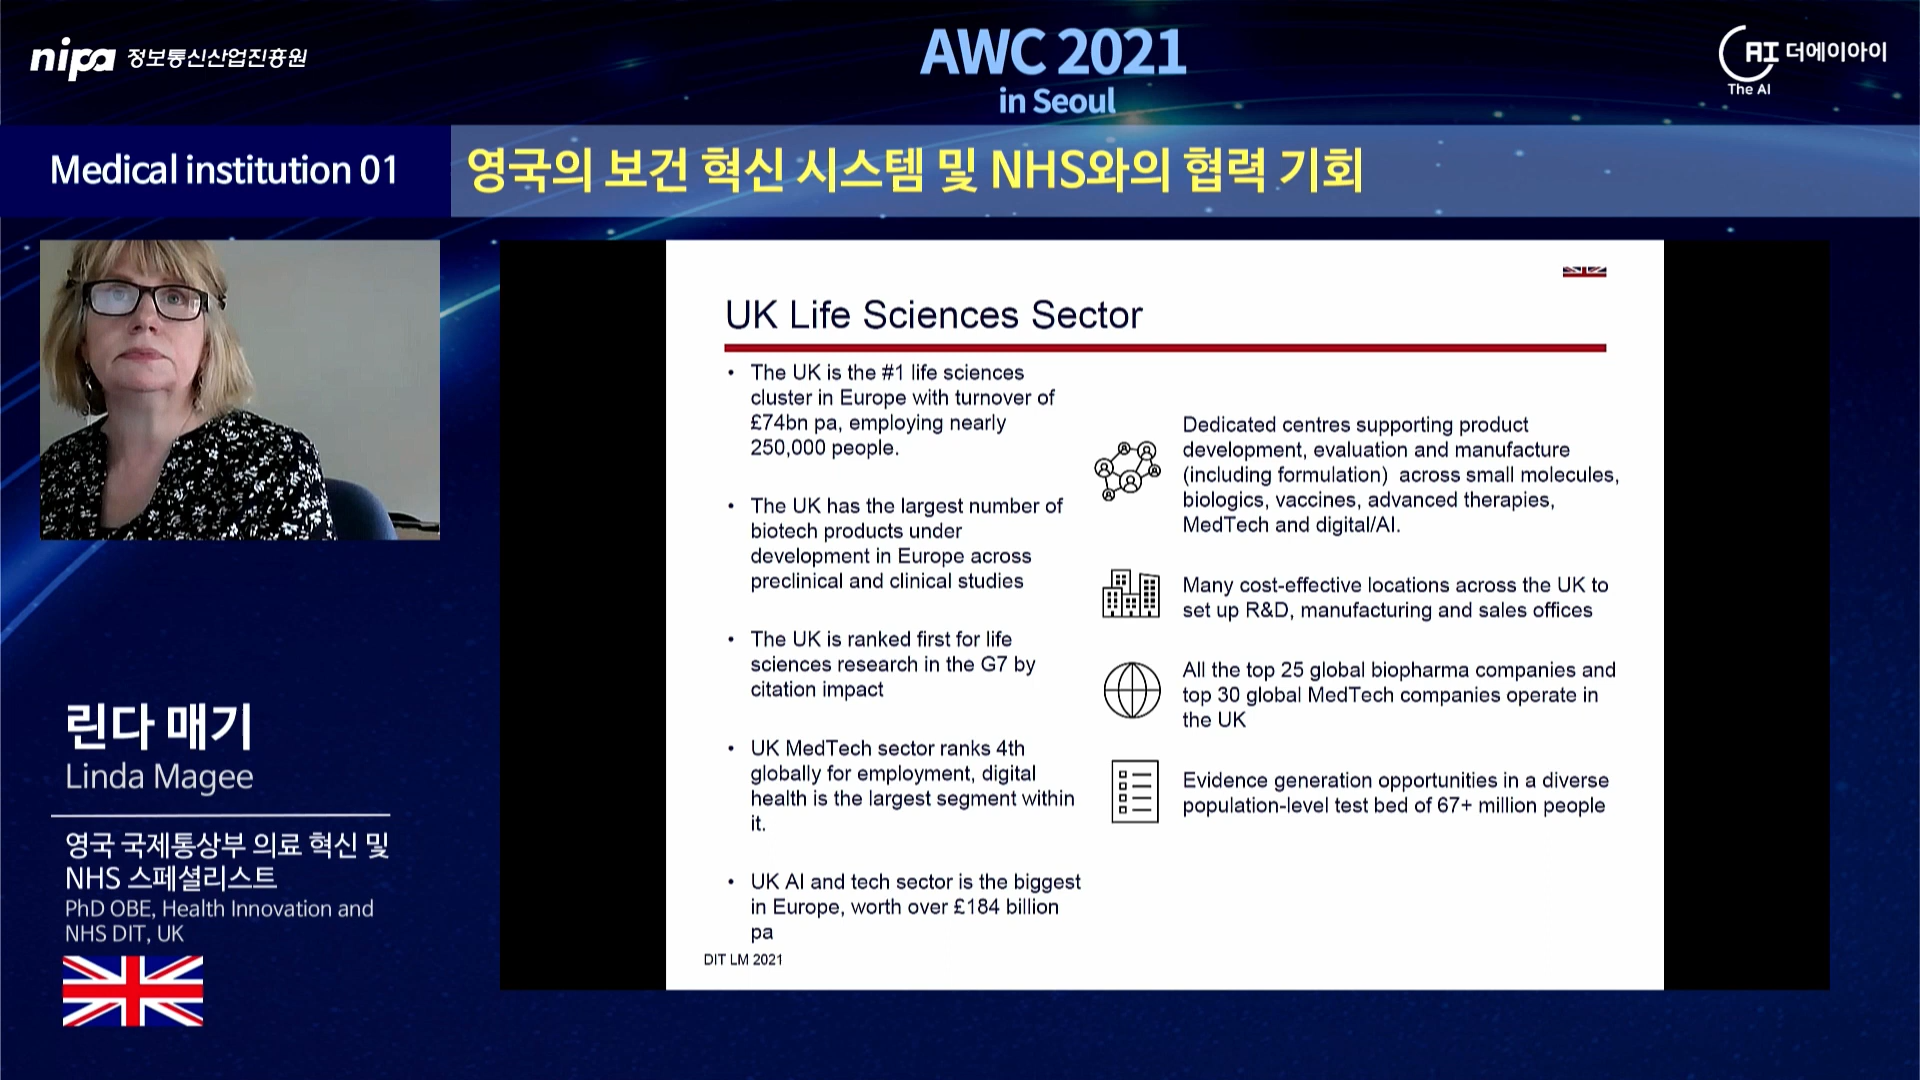 nipa 정보통신산업진흥원
AWC 2021
in Seoul
AI 더에이아이
The AI
Medical institution 01
영국의 보건 혁신 시스템 및 NHS와의 협력 기회
UK Life Sciences Sector
• The UK is the #1 life sciences
cluster in Europe with turnover of
£74bn pa, employing nearly
250,000 people.
• The UK has the largest number of
biotech products under
development in Europe across
preclinical and clinical studies
• The UK is ranked first for life
sciences research in the G7 by
citation impact
• UK MedTech sector ranks 4th
globally for employment, digital
health is the largest segment within
it.
• UK AI and tech sector is the biggest
in Europe, worth over £184 billion
pa
Dedicated centres supporting product
development, evaluation and manufacture
(including formulation) across small molecules,
biologics, vaccines, advanced therapies,
MedTech and digital/AI.
Many cost-effective locations across the UK to
set up R&D, manufacturing and sales offices
All the top 25 global biopharma companies and
top 30 global MedTech companies operate in
the UK
Evidence generation opportunities in a diverse
population-level test bed of 67+ million people
DIT LM 2021
린다 매기
Linda Magee
영국 국제통상부 의료 혁신 및
NHS 스페셜리스트
PhD OBE, Health Innovation and
NHS DIT, UK